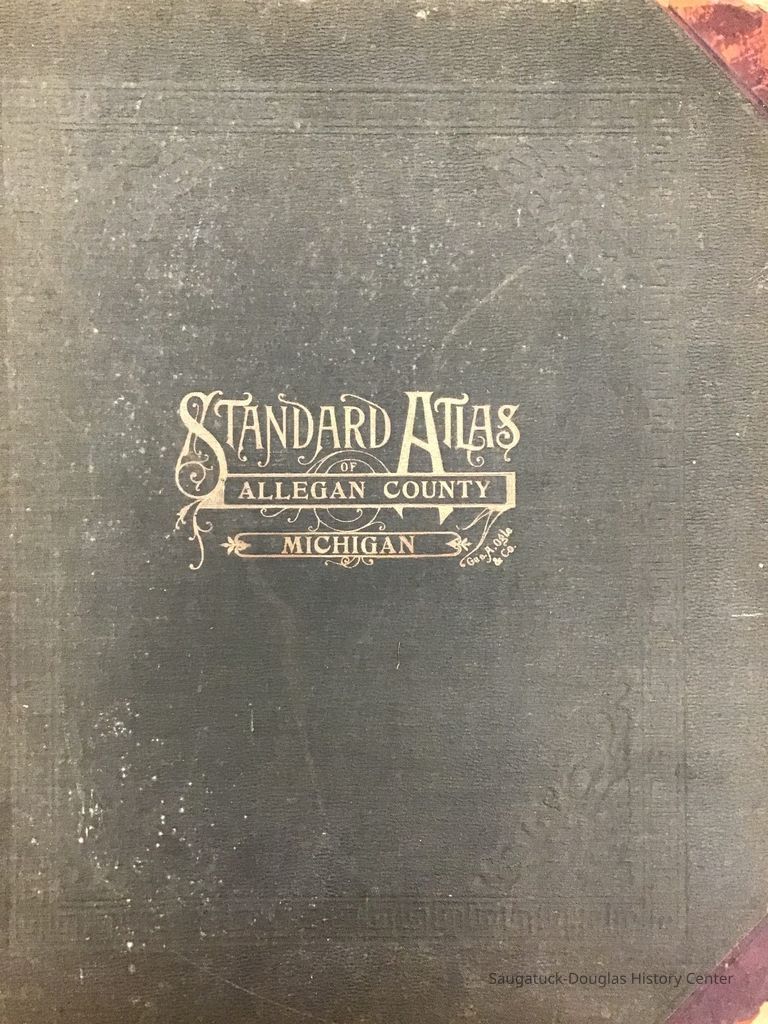 STANDARD ATLAS
OF
ALLEGAN COUNTY
MICHIGAN
Geo. A. Ogle
& Co.
Saugatuck-Douglas History Center